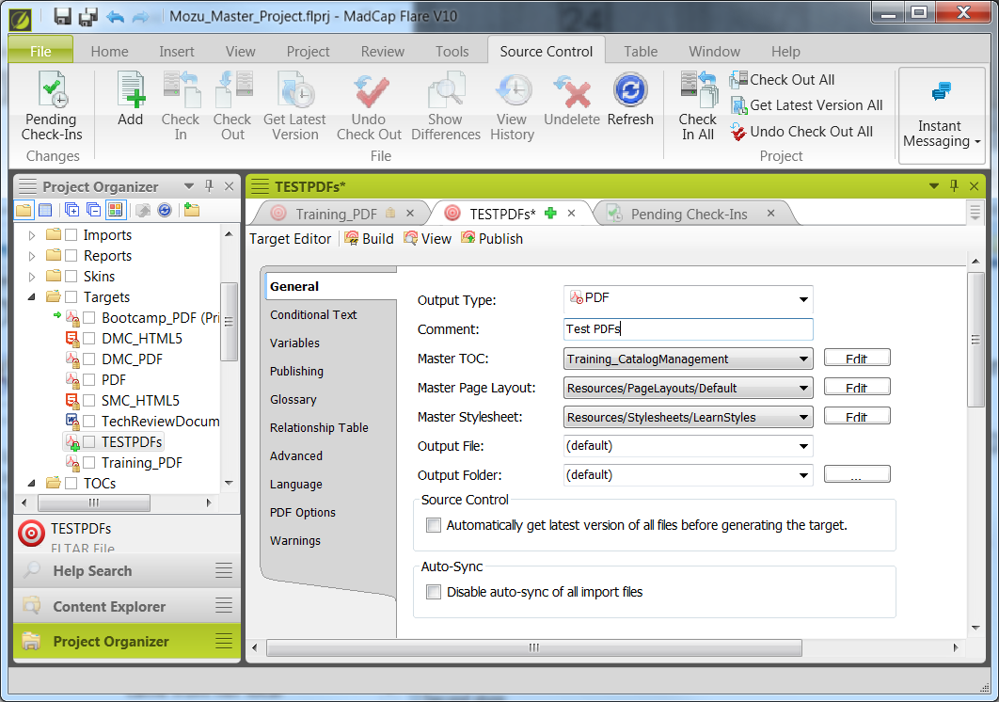 Mozu_Master_Project.flprj - MadCap Flare V10
File Home Insert View Project Review Tools Source Control Table Window Help
Pending Check-Ins
Changes
Add
Check In
Check Out
Get Latest Version
Undo Check Out
Show Differences
View History
Undelete
Refresh
File
Check In All
Check Out All
Get Latest Version All
Undo Check Out All
Project
Instant Messaging
Project Organizer
Imports
Reports
Skins
Targets
Bootcamp_PDF (Pri
DMC_HTML5
DMC_PDF
PDF
SMC_HTML5
TechReviewDocum
TESTPDFs
Training_PDF
TOCs
TESTPDFs
FLTAR File
Help Search
Content Explorer
Project Organizer
TESTPDFs*
Training_PDF TESTPDFs* Pending Check-Ins
Target Editor Build View Publish
General
Conditional Text
Variables
Publishing
Glossary
Relationship Table
Advanced
Language
PDF Options
Warnings
Output Type: PDF
Comment: Test PDFs
Master TOC: Training_CatalogManagement Edit
Master Page Layout: Resources/PageLayouts/Default Edit
Master Stylesheet: Resources/Stylesheets/LearnStyles Edit
Output File: (default)
Output Folder: (default) ...
Source Control
Automatically get latest version of all files before generating the target.
Auto-Sync
Disable auto-sync of all import files